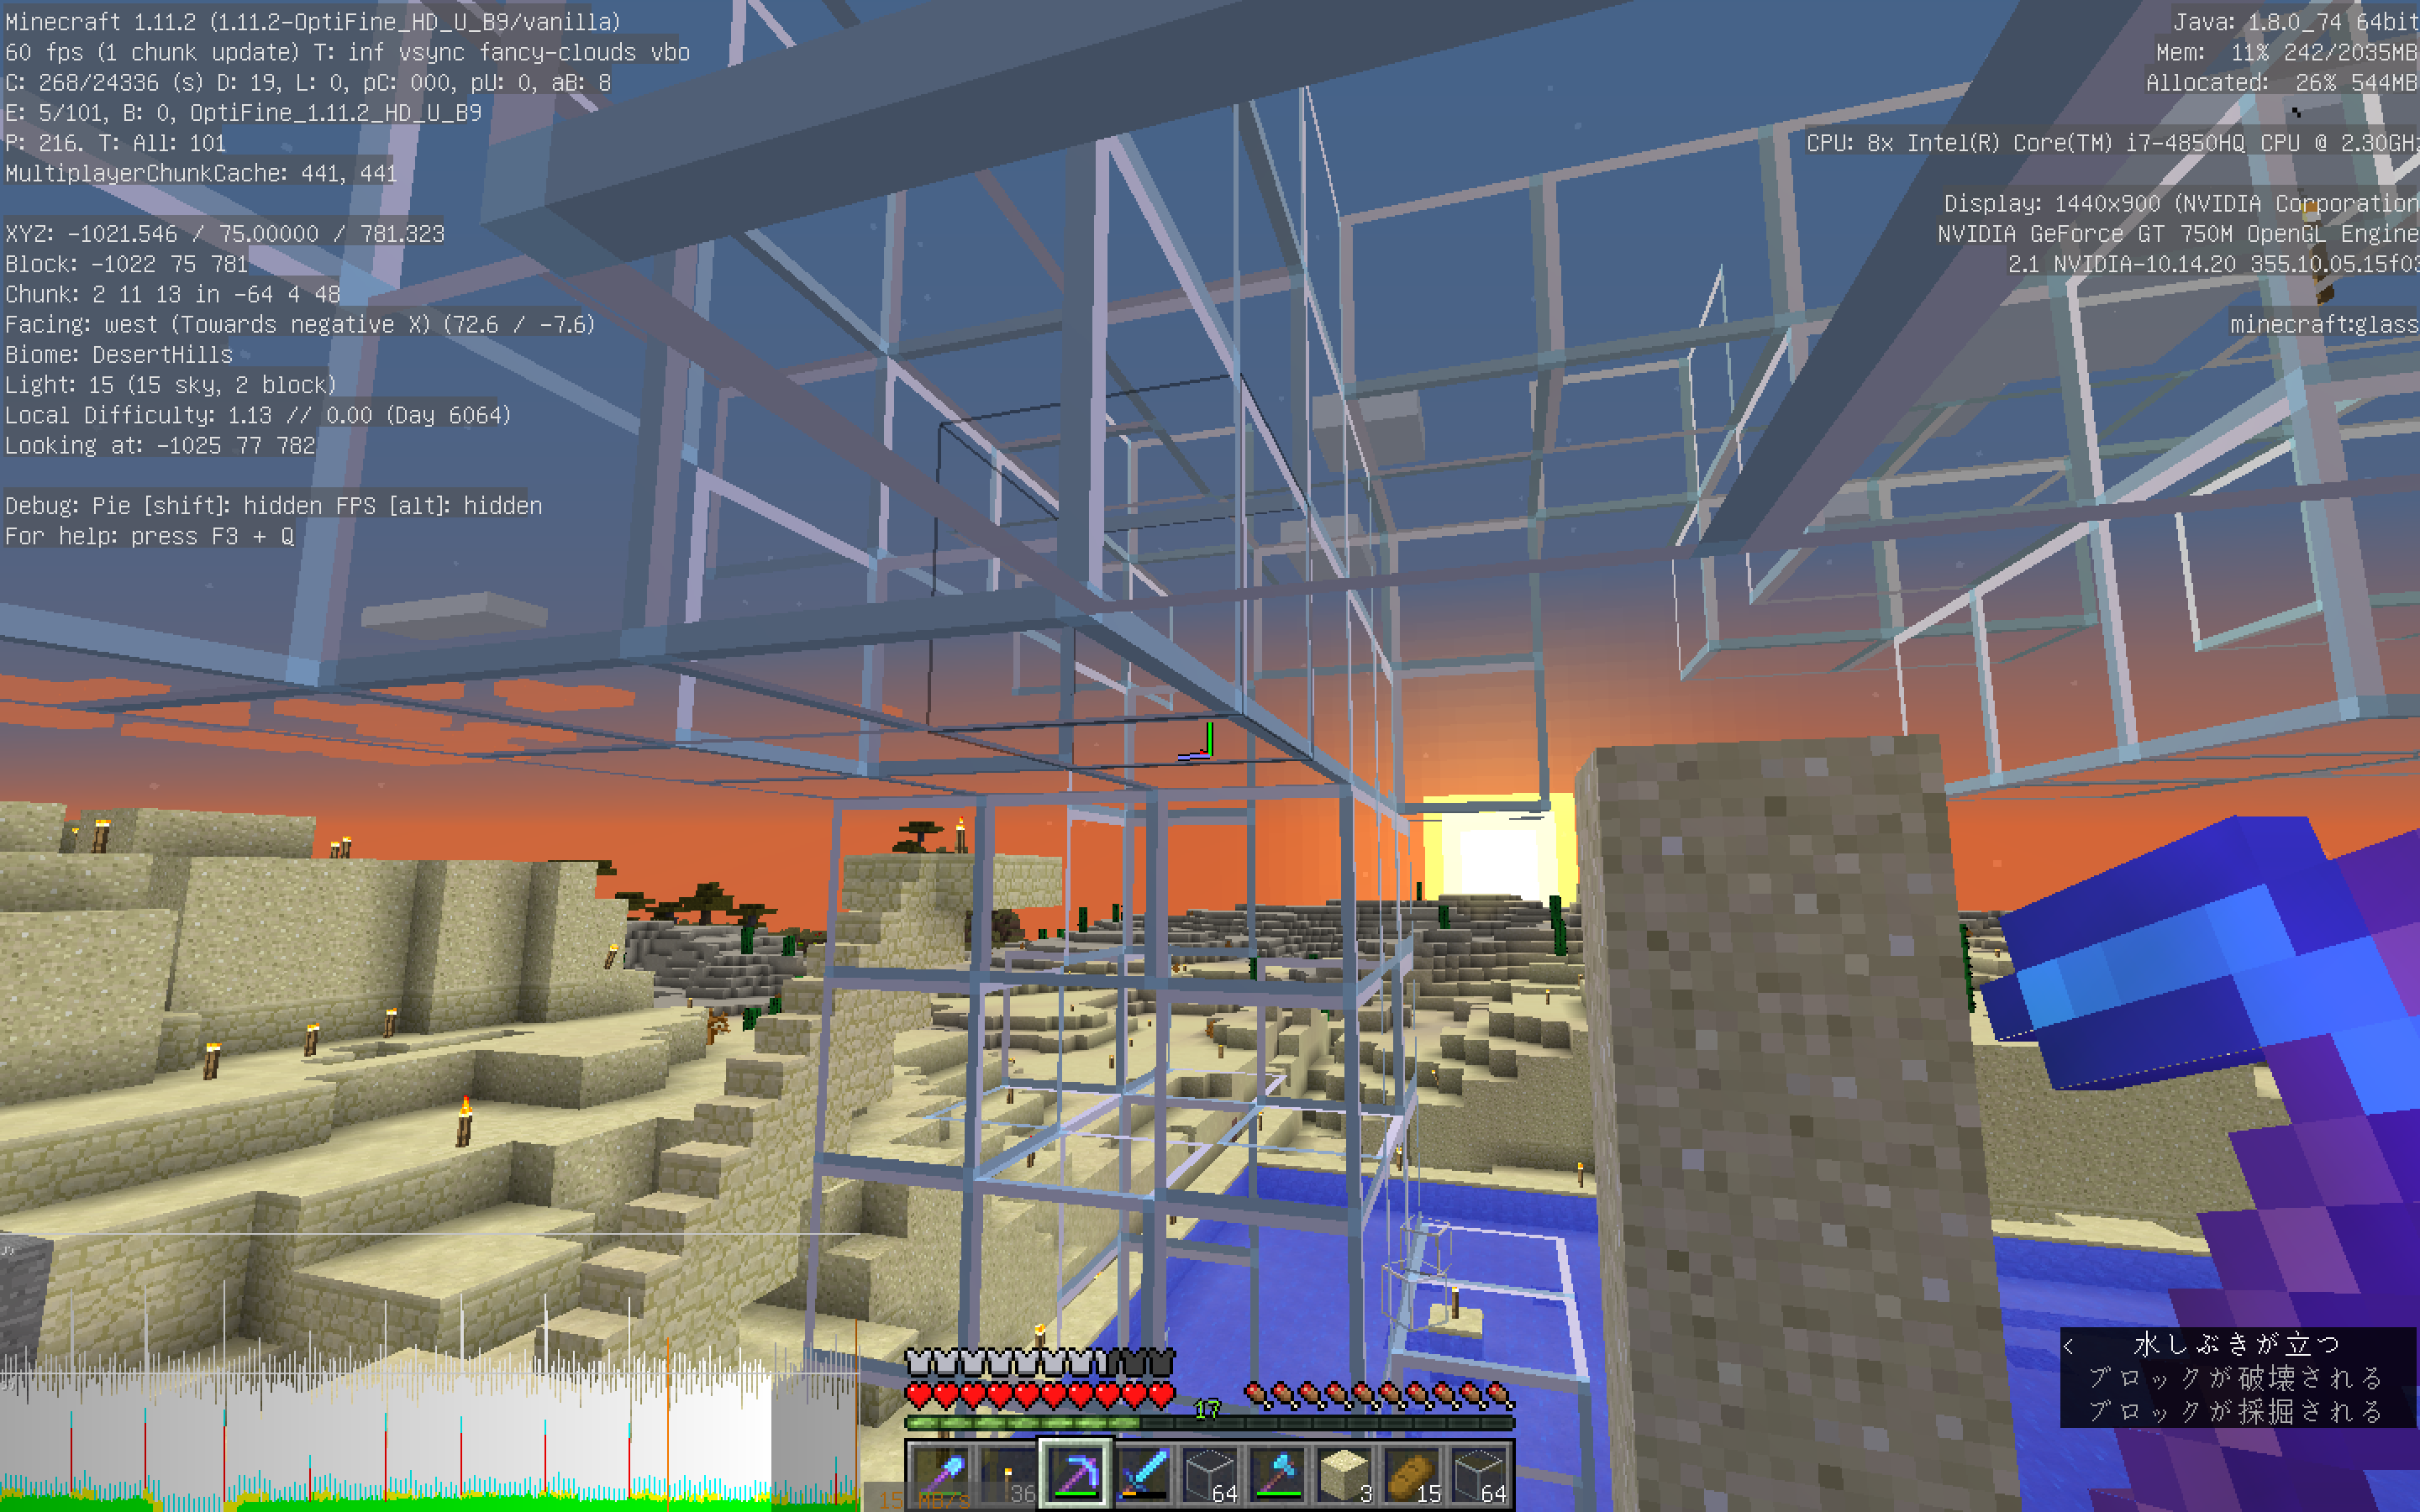 Minecraft 1.11.2 (1.11.2-OptiFine_HD_U_B9/vanilla)
60 fps (1 chunk update) T: inf vsync fancy-clouds vbo
C: 268/24336 (s) D: 19, L: 0, pC: 000, pU: 0, aB: 8
E: 5/101, B: 0, OptiFine_1.11.2_HD_U_B9
P: 216. T: All: 101
MultiplayerChunkCache: 441, 441
XYZ: -1021.546 / 75.00000 / 781.323
Block: -1022 75 781
Chunk: 2 11 13 in -64 4 48
Facing: west (Towards negative X) (72.6 / -7.6)
Biome: DesertHills
Light: 15 (15 sky, 2 block)
Local Difficulty: 1.13 // 0.00 (Day 6064)
Looking at: -1025 77 782
Debug: Pie [shift]: hidden FPS [alt]: hidden
For help: press F3 + Q
Java: 1.8.0_74 64bit
Mem: 11% 242/2035MB
Allocated: 26% 544MB
CPU: 8x Intel(R) Core(TM) i7-4850HQ CPU @ 2.30GHz
Display: 1440x900 (NVIDIA Corporation
NVIDIA GeForce GT 750M OpenGL Engine
2.1 NVIDIA-10.14.20 355.10.05.15f03
minecraft:glass
< 水しぶきが立つ
ブロックが破壊される
ブロックが採掘される
17
36 64 3 15 64
15 MB/s